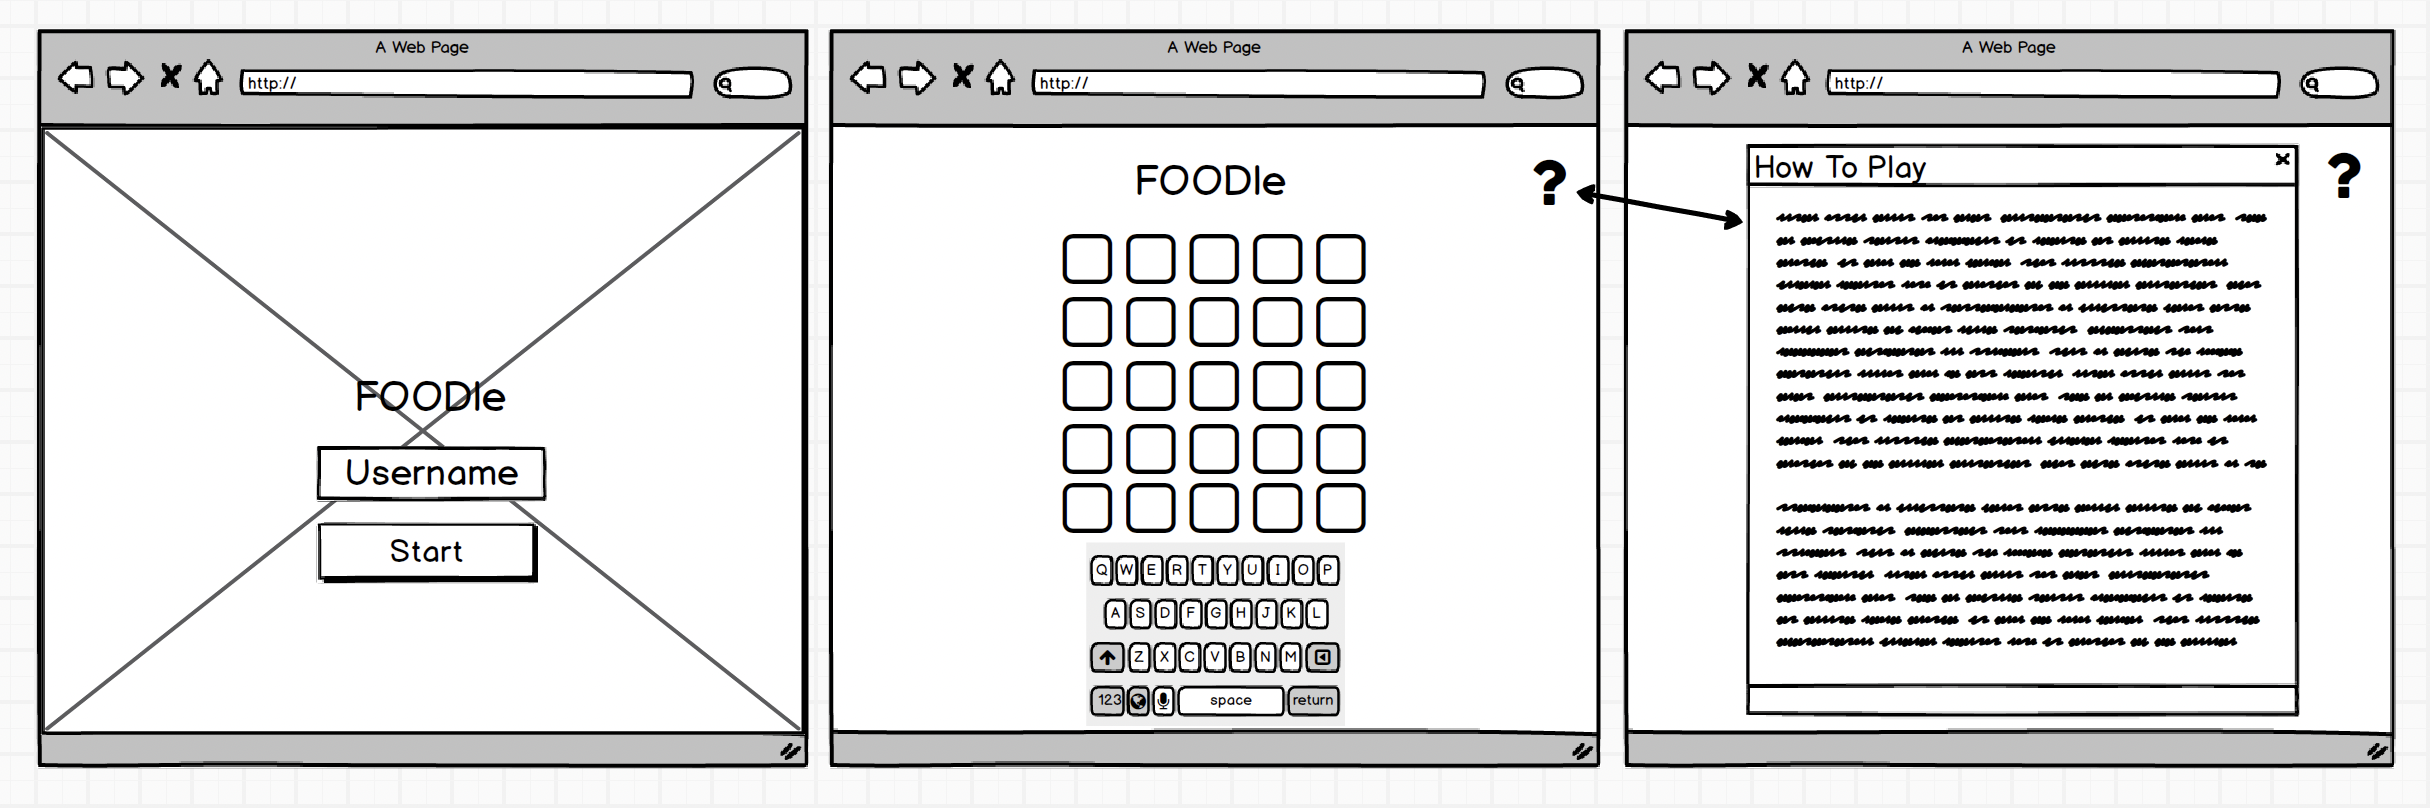 A Web Page
http://
FOODle
Username
Start
A Web Page
http://
FOODle
?
Q W E R T Y U I O P
A S D F G H J K L
Z X C V B N M
123 space return
A Web Page
http://
How To Play
?